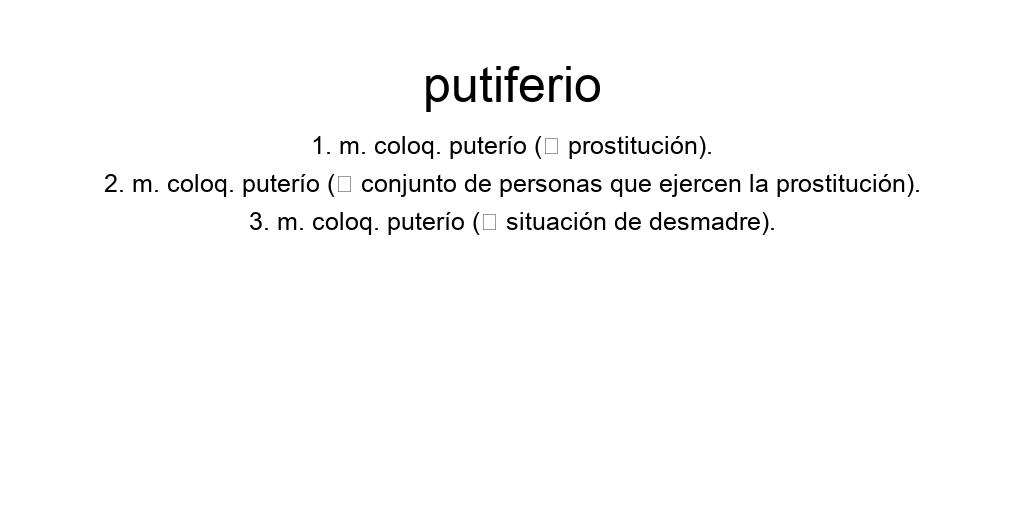 putiferio
1. m. coloq. puterío (□ prostitución).
2. m. coloq. puterío (□ conjunto de personas que ejercen la prostitución).
3. m. coloq. puterío (□ situación de desmadre).